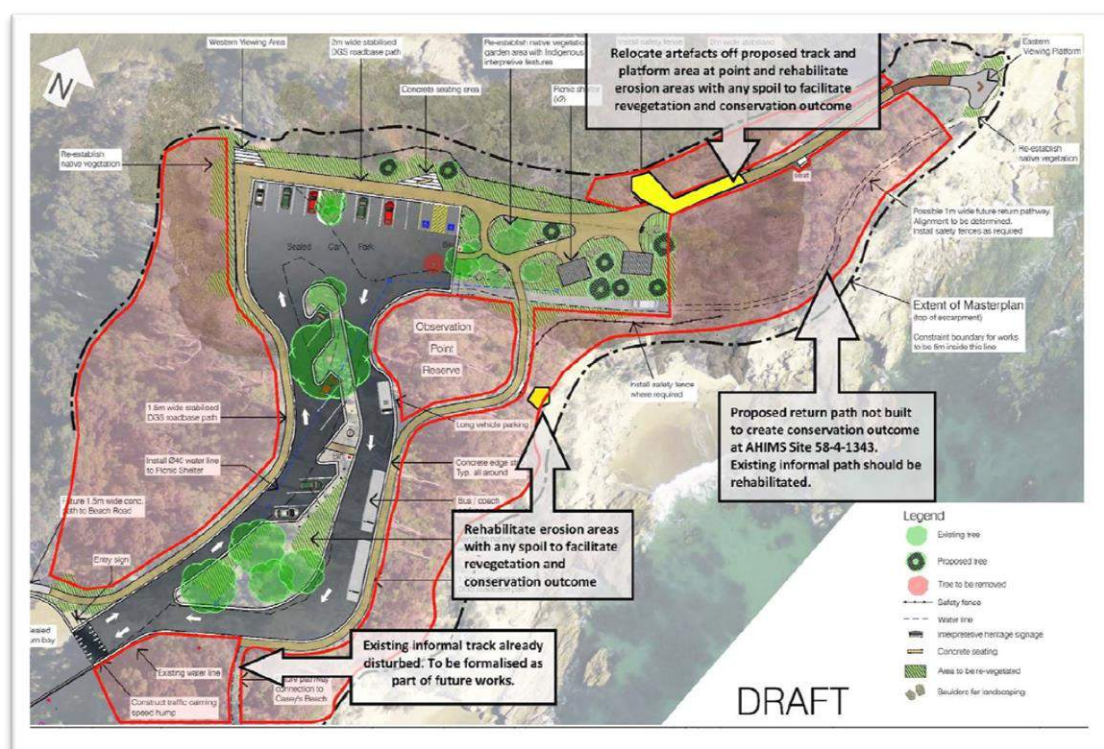 Western Viewing Area
2m wide stabilised
DGS roadbase path
Re-establish native vegetation
garden area with Indigenous
interpretive features
Install safety fence
Relocate artefacts off proposed track and
platform area at point and rehabilitate
erosion areas with any spoil to facilitate
revegetation and conservation outcome
Eastern
Viewing Platform
N
Concrete seating area
Picnic shelter
(x2)
Re-establish
native vegetation
Re-establish
native vegetation
seat
Possible 1m wide future return pathway.
Alignment to be determined.
Install safety fences as required
Sealed Car Park
Extent of Masterplan
(top of escarpment)
Constraint boundary for works
to be 5m inside this line
Observation
Point
Reserve
Install safety fence
where required
1.5m wide stabilised
DGS roadbase path
Long vehicle parking
Proposed return path not built
to create conservation outcome
at AHIMS Site 58-4-1343.
Existing informal path should be
rehabilitated.
Install Ø40 water line
to Picnic Shelter
Concrete edge
Typ. all around
Bus / coach
Future 1.5m wide conc.
path to Beach Road
Rehabilitate erosion areas
with any spoil to facilitate
revegetation and
conservation outcome
Entry sign
Existing informal track already
disturbed. To be formalised as
part of future works.
Existing water line
connection to
Casey's Beach
Construct traffic calming
speed hump
Legend
Existing tree
Proposed tree
Tree to be removed
Safety fence
Water line
Interpretive heritage signage
Concrete seating
Area to be re-vegetated
Boulders for landscaping
DRAFT